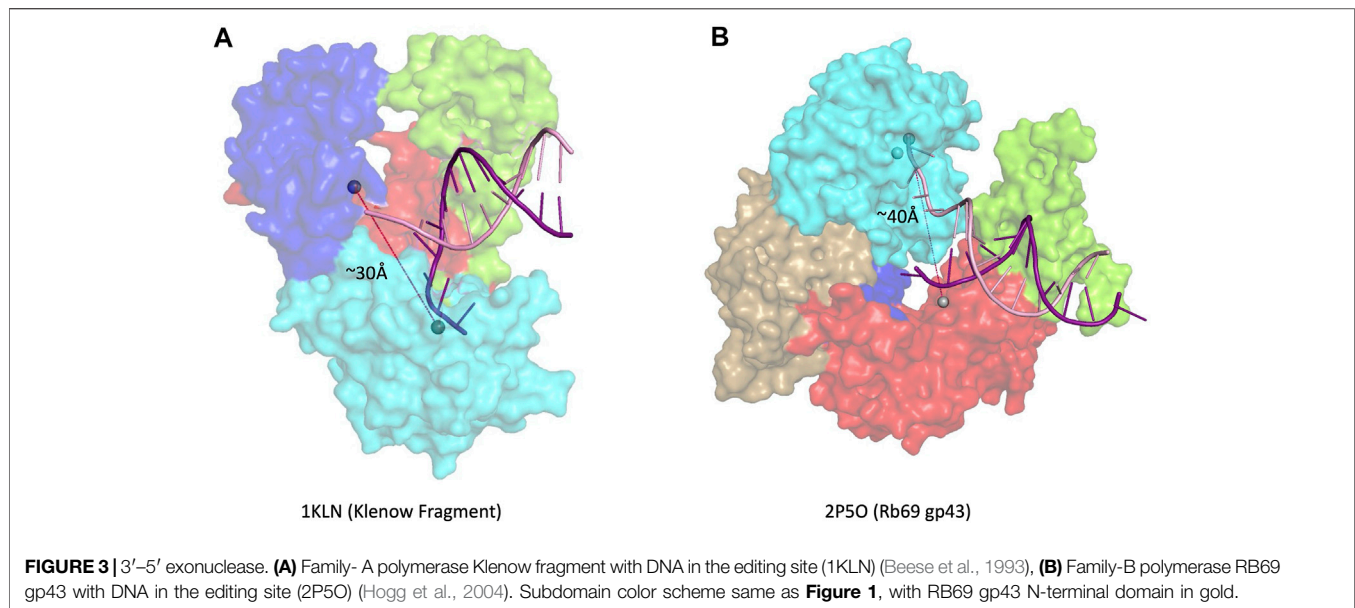 A
B
~30Å
~40Å
1KLN (Klenow Fragment)
2P5O (Rb69 gp43)
FIGURE 3 | 3′–5′ exonuclease. (A) Family- A polymerase Klenow fragment with DNA in the editing site (1KLN) (Beese et al., 1993), (B) Family-B polymerase RB69
gp43 with DNA in the editing site (2P5O) (Hogg et al., 2004). Subdomain color scheme same as Figure 1, with RB69 gp43 N-terminal domain in gold.